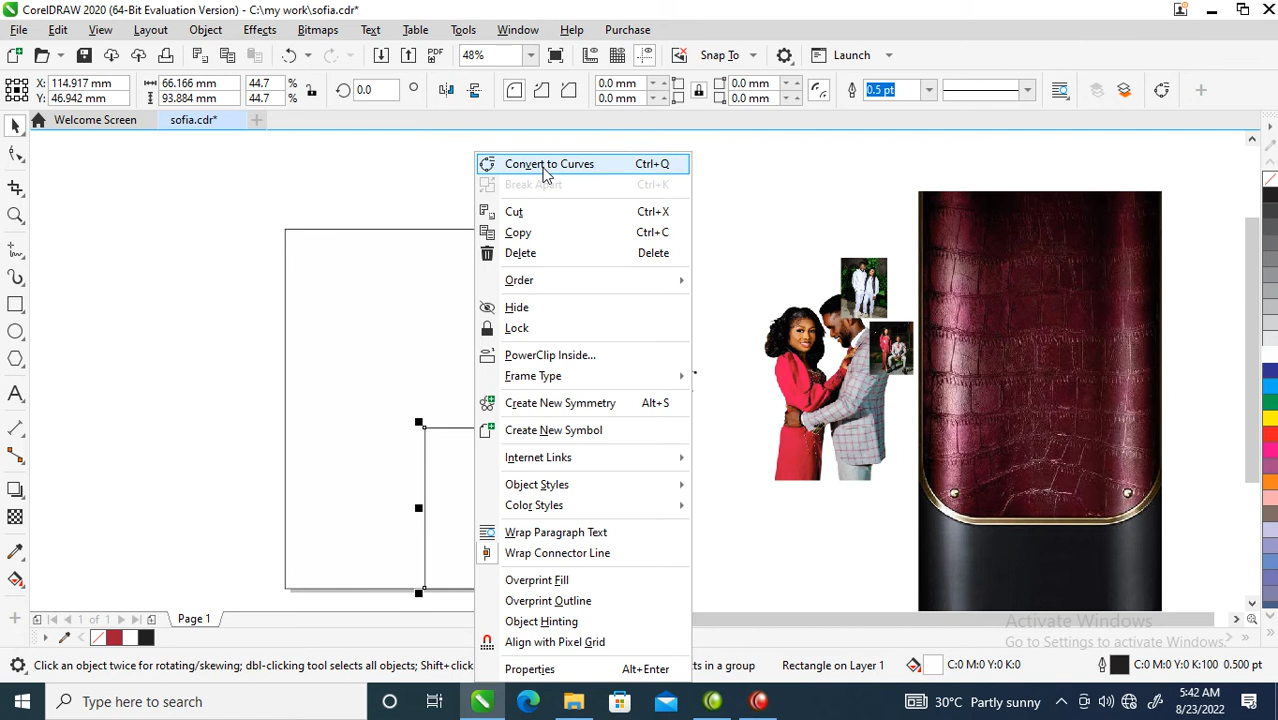 CorelDRAW 2020 (64-Bit Evaluation Version) - C:\my work\sofia.cdr*
File Edit View Layout Object Effects Bitmaps Text Table Tools Window Help Purchase
PDF 48% Snap To Launch
X: 114.917 mm 66.166 mm 44.7 % 0.0 0.0 mm 0.0 mm 0.5 pt
Y: 46.942 mm 93.884 mm 44.7 % 0.0 mm 0.0 mm
Welcome Screen sofia.cdr*
Convert to Curves Ctrl+Q
Break Apart Ctrl+K
Cut Ctrl+X
Copy Ctrl+C
Delete Delete
Order
Hide
Lock
PowerClip Inside...
Frame Type
Create New Symmetry Alt+S
Create New Symbol
Internet Links
Object Styles
Color Styles
Wrap Paragraph Text
Wrap Connector Line
Overprint Fill
Overprint Outline
Object Hinting
Align with Pixel Grid
Properties Alt+Enter
1 of 1 Page 1
Activate Windows
Go to Settings to activate Windows.
Click an object twice for rotating/skewing; dbl-clicking tool selects all objects; Shift+click ts in a group Rectangle on Layer 1 C:0 M:0 Y:0 K:0 C:0 M:0 Y:0 K:100 0.500 pt
Type here to search 30°C Partly sunny 5:42 AM
8/23/2022